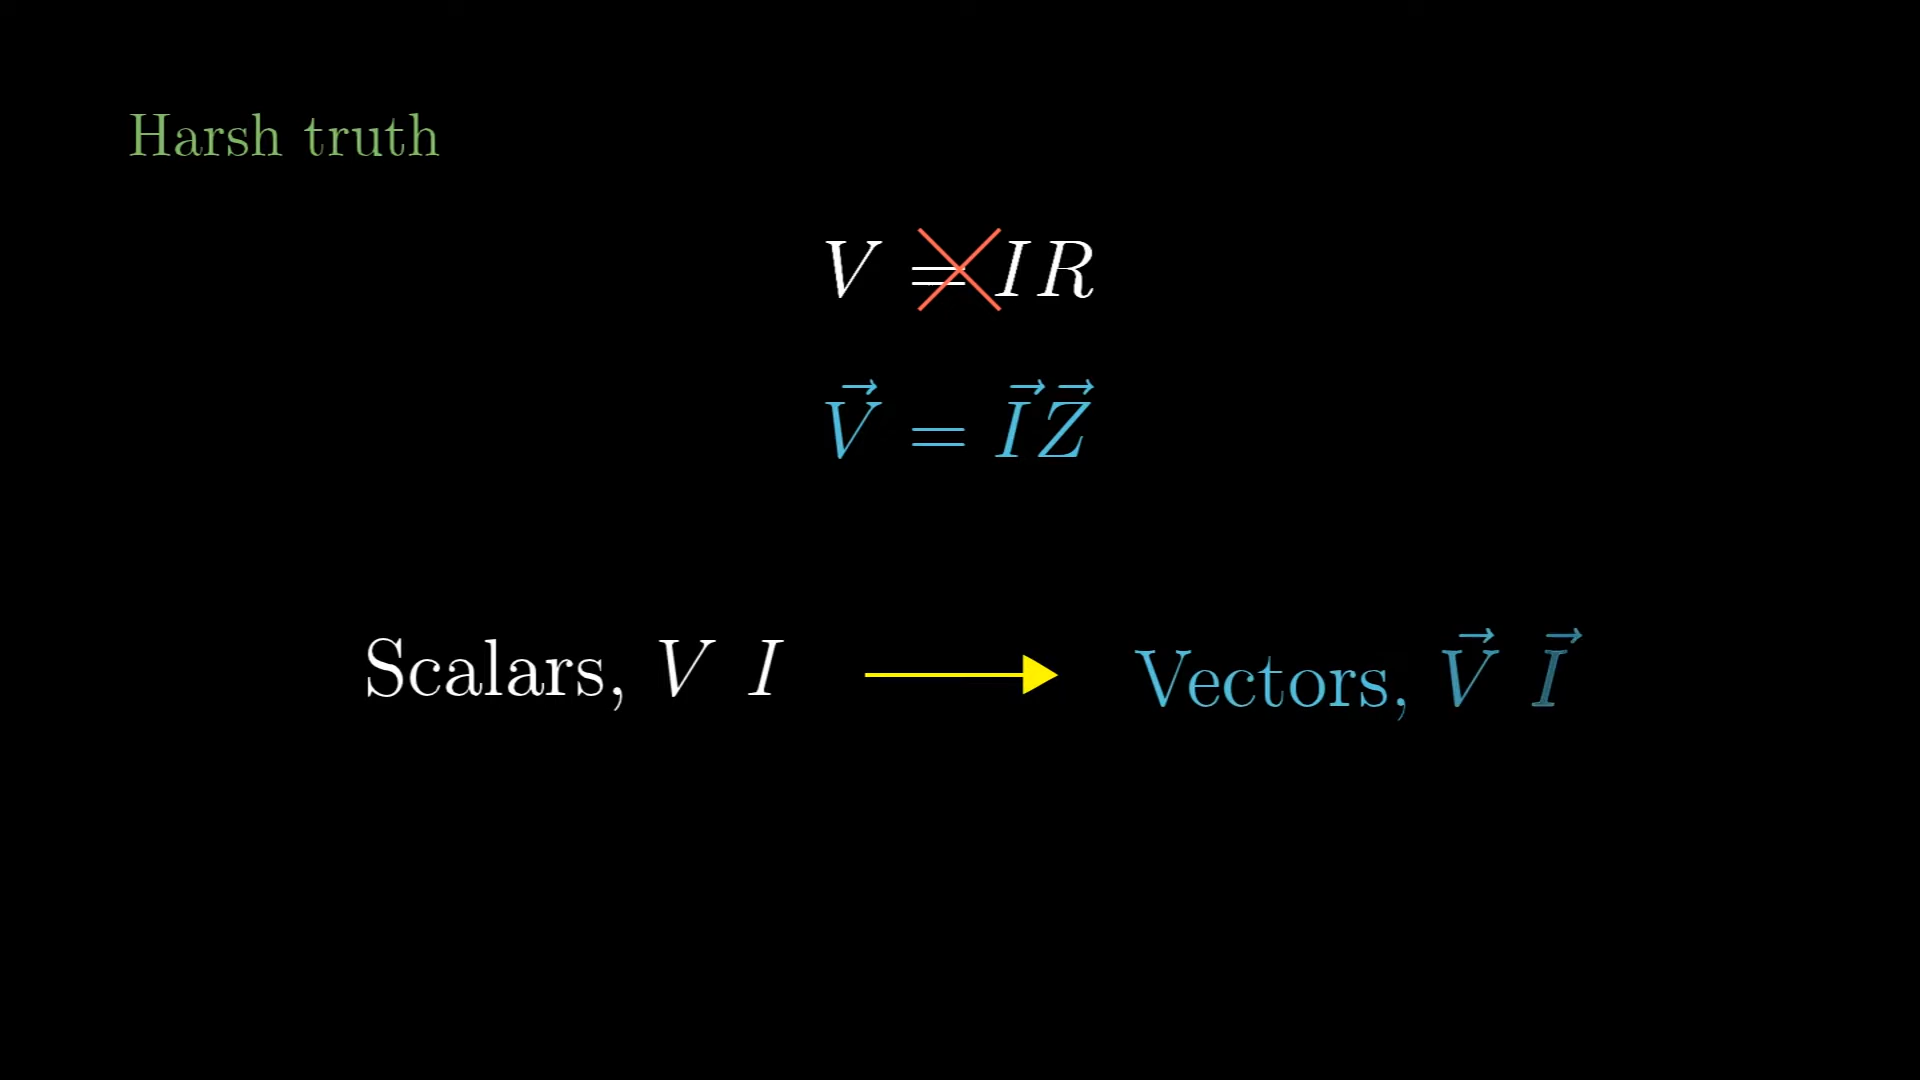 Harsh truth
V = IR
V⃗ = I⃗Z⃗
Scalars, V I
Vectors, V⃗ I⃗